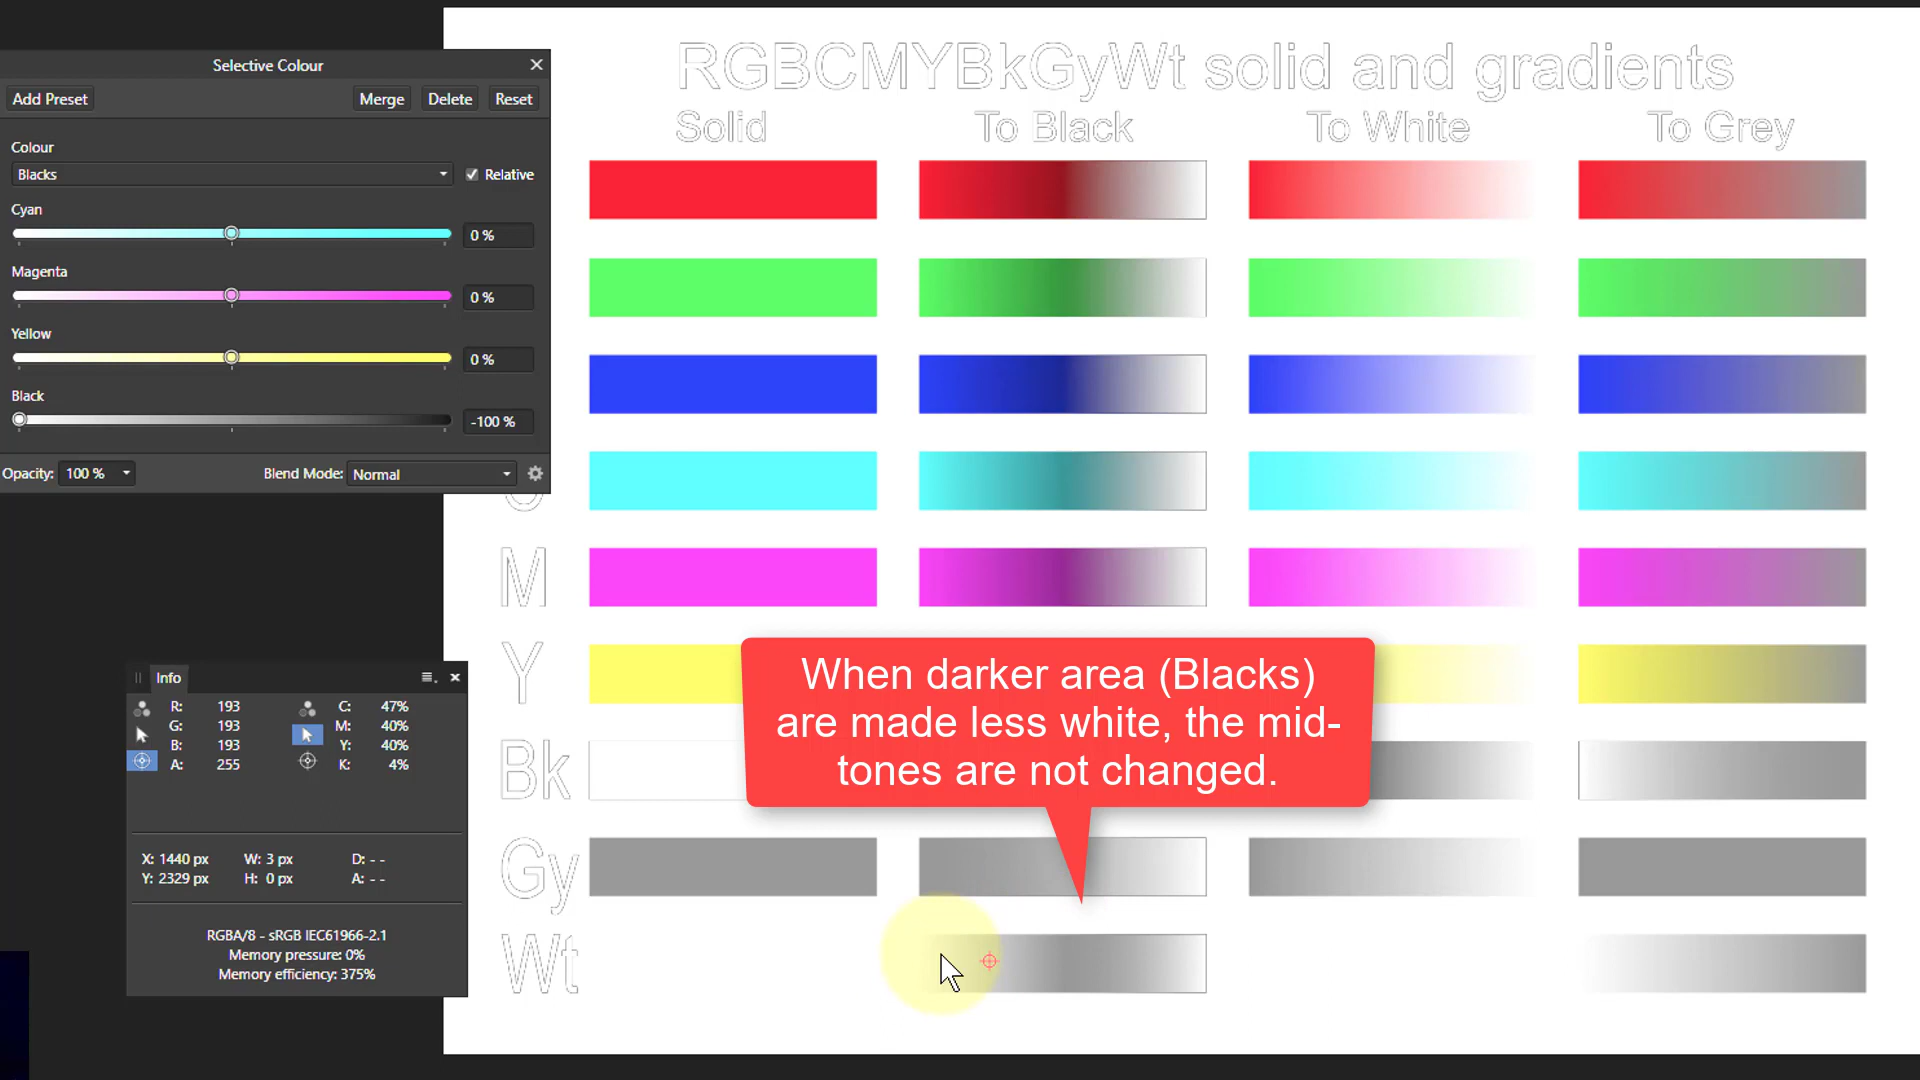 RGBCMYBkGyWt solid and gradients
Solid
To Black
To White
To Grey
Selective Colour
Add Preset
Merge
Delete
Reset
Colour
Blacks
Relative
Cyan
0 %
Magenta
0 %
Yellow
0 %
Black
-100 %
Opacity:
100 %
Blend Mode:
Normal
M
Y
Bk
Gy
Wt
When darker area (Blacks)
are made less white, the mid-
tones are not changed.
Info
R: 193
G: 193
B: 193
A: 255
C: 47%
M: 40%
Y: 40%
K: 4%
X: 1440 px
W: 3 px
D: - -
Y: 2329 px
H: 0 px
A: - -
RGBA/8 - sRGB IEC61966-2.1
Memory pressure: 0%
Memory efficiency: 375%